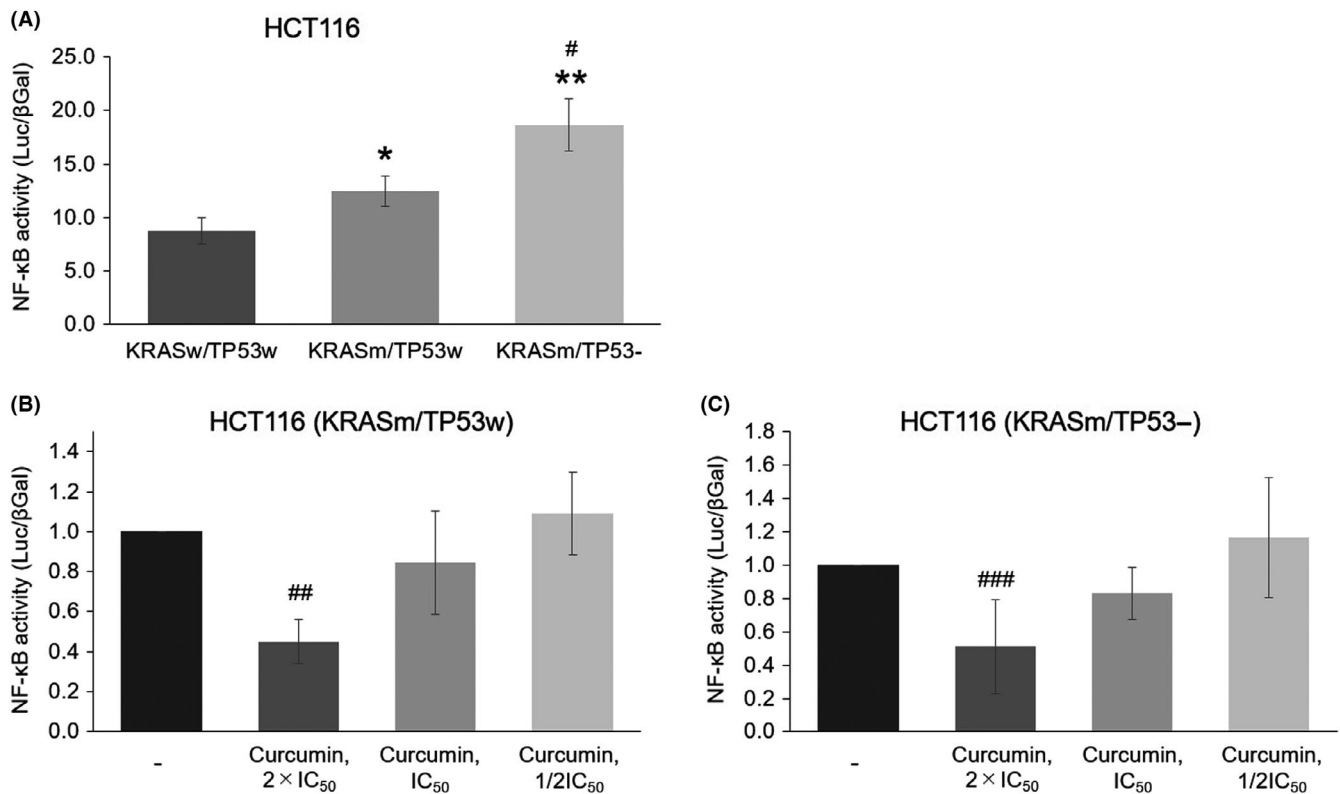 (A)
HCT116
NF-κB activity (Luc/βGal)
25.0
20.0
15.0
10.0
5.0
0.0
*
#
**
KRASw/TP53w KRASm/TP53w KRASm/TP53-
(B)
HCT116 (KRASm/TP53w)
NF-κB activity (Luc/βGal)
1.4
1.2
1.0
0.8
0.6
0.4
0.2
0.0
##
-
Curcumin,
2×IC₅₀
Curcumin,
IC₅₀
Curcumin,
1/2IC₅₀
(C)
HCT116 (KRASm/TP53–)
NF-κB activity (Luc/βGal)
1.8
1.6
1.4
1.2
1.0
0.8
0.6
0.4
0.2
0.0
###
-
Curcumin,
2×IC₅₀
Curcumin,
IC₅₀
Curcumin,
1/2IC₅₀